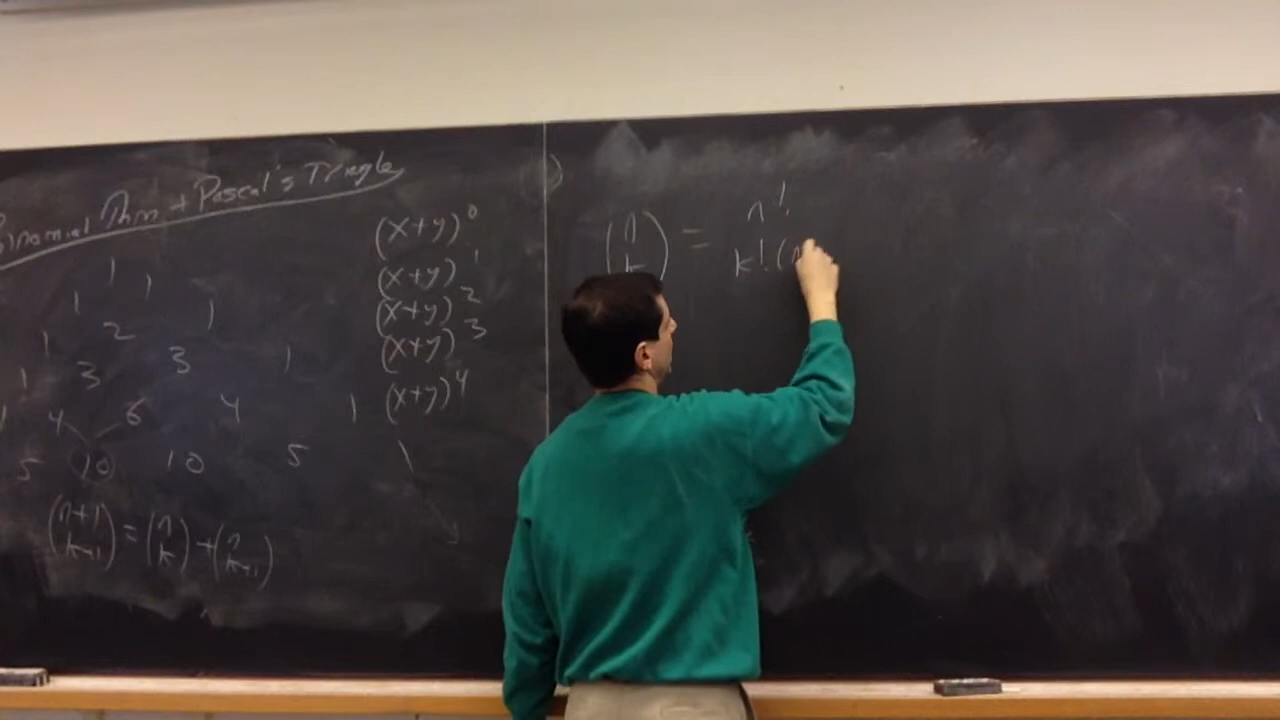 Binomial Thm + Pascal's Triangle
1
1 1
1 2 1
1 3 3 1
1 4 6 4 1
5 10 10 5 1
(n+1 k+1) = (n k) + (n k+1)
(x+y)^0
(x+y)^1
(x+y)^2
(x+y)^3
(x+y)^4
(n k) = n!
k!(n